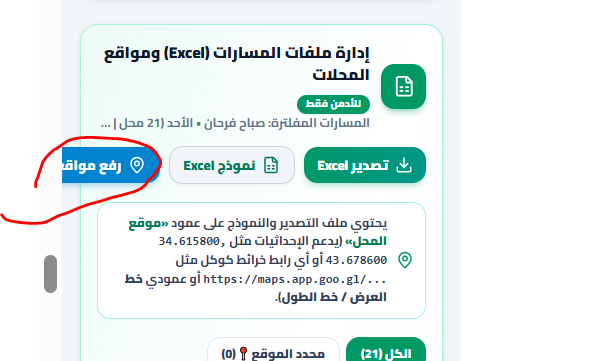 إدارة ملفات المسارات (Excel) ومواقع
المحلات
للأدمن فقط
المسارات المفلترة: صباح فرحان • الأحد (21 محل | ...
تصدير Excel
نموذج Excel
رفع مواقع
يحتوي ملف التصدير والنموذج على عمود «موقع
المحل» (يدعم الإحداثيات مثل 34.615800,
43.678600 أو أي رابط خرائط كوكل مثل
https://maps.app.goo.gl/... أو عمودي خط
العرض / خط الطول).
الكل (21)
محدد الموقع 📍 (0)